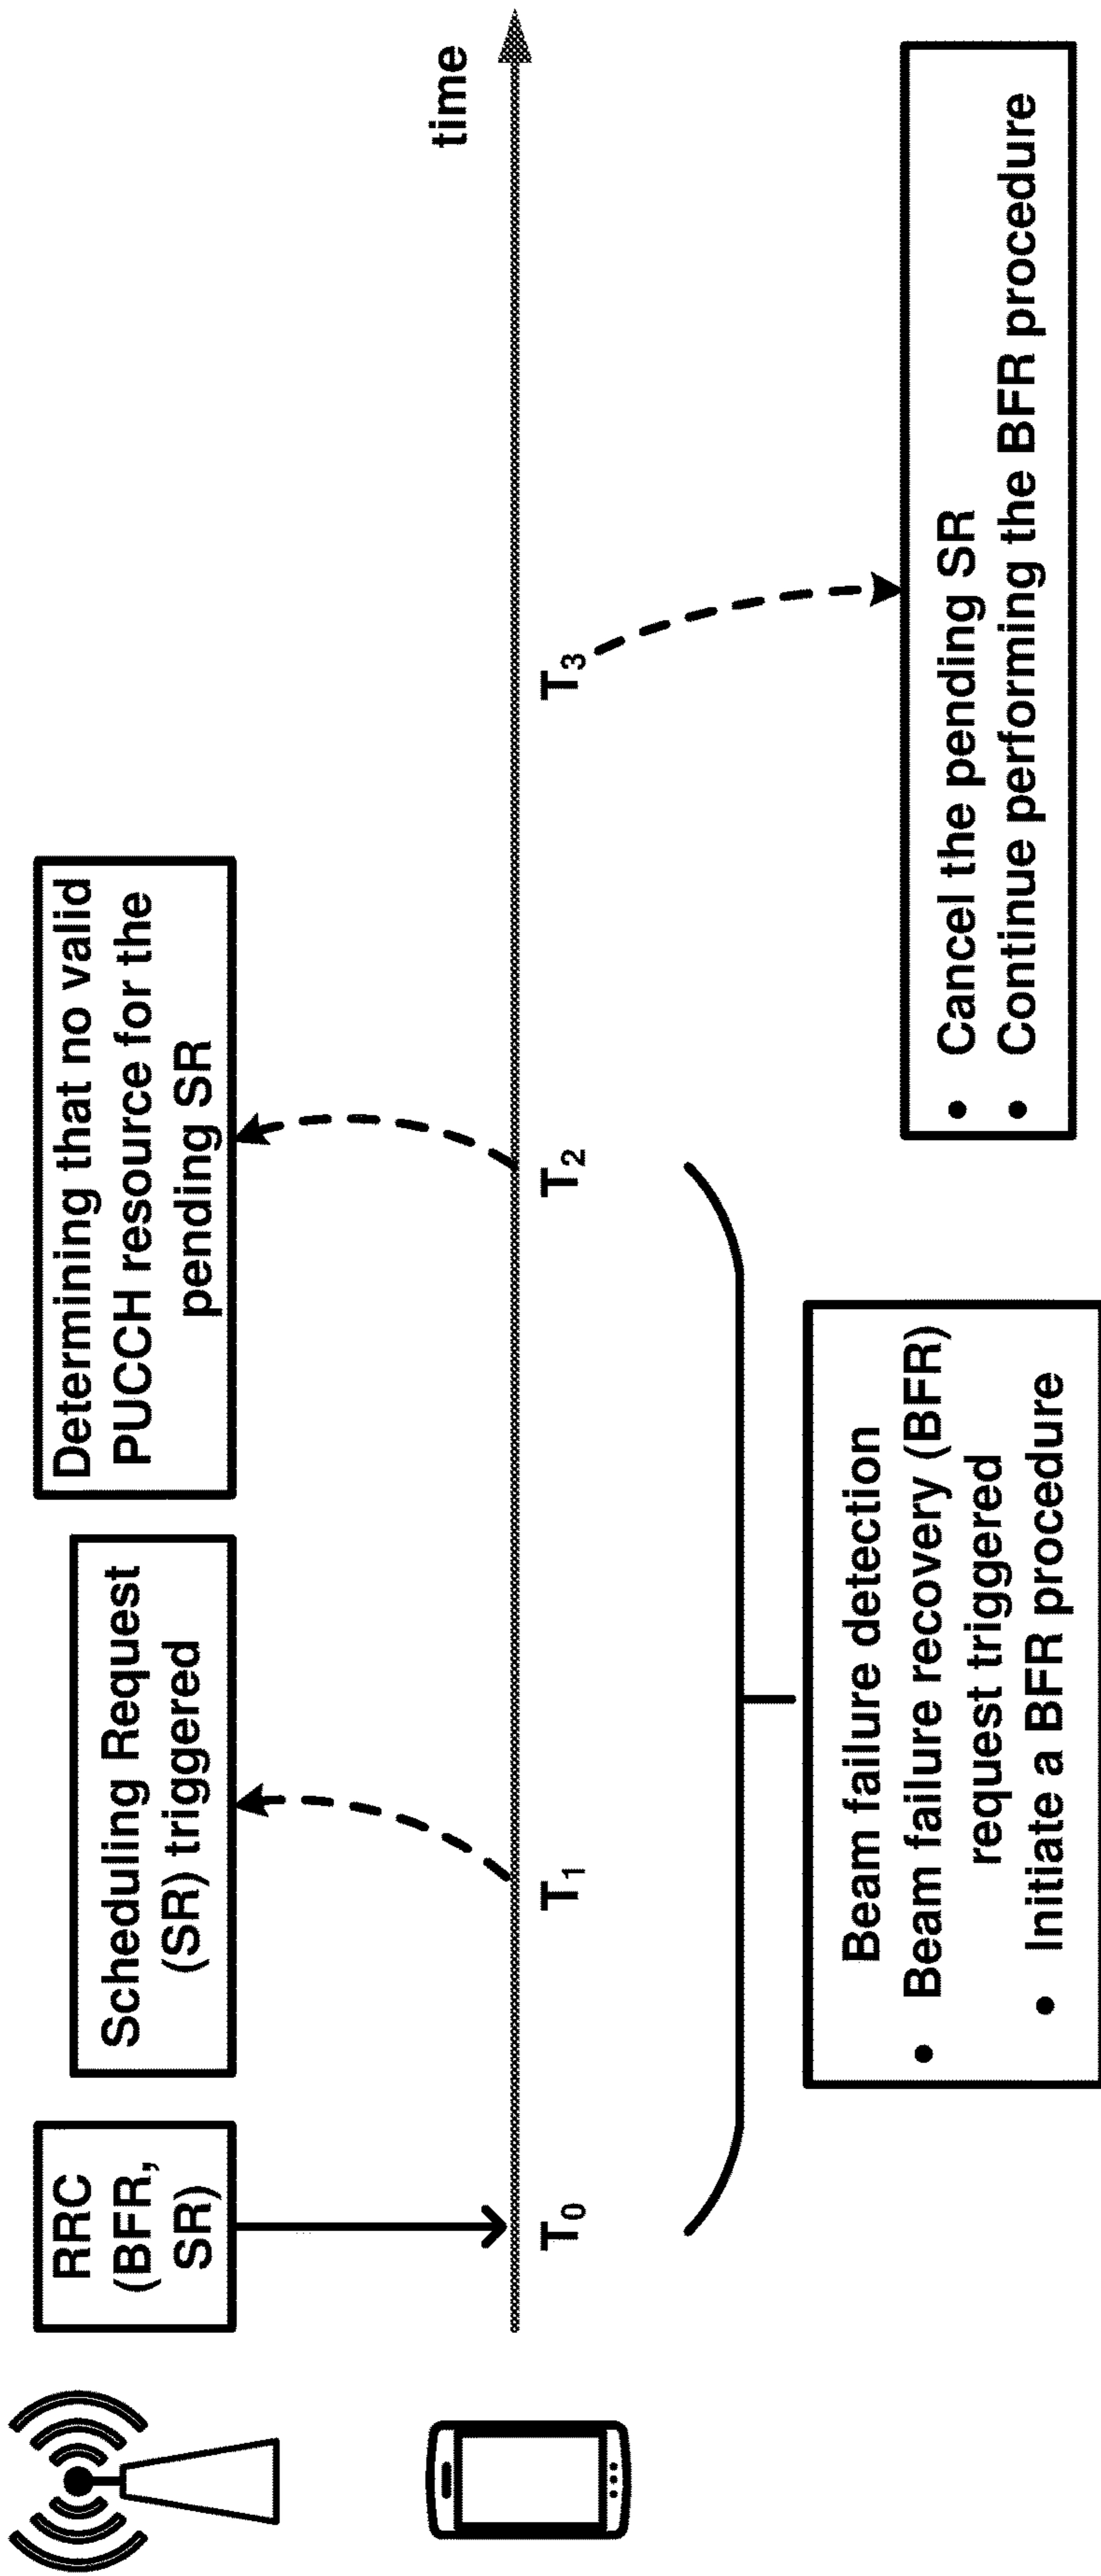 RRC
(BFR,
SR)
Scheduling Request
(SR) triggered
Determining that no valid
PUCCH resource for the
pending SR
time
T0
T1
T2
T3
Beam failure detection
• Beam failure recovery (BFR)
request triggered
• Initiate a BFR procedure
• Cancel the pending SR
• Continue performing the BFR procedure